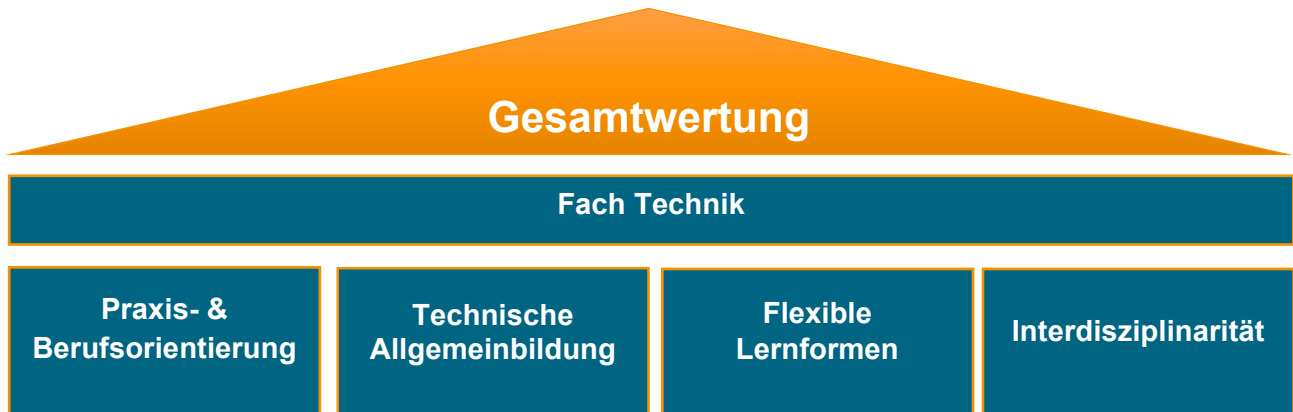 Gesamtwertung
Fach Technik
Praxis- &
Berufsorientierung
Technische
Allgemeinbildung
Flexible
Lernformen
Interdisziplinarität